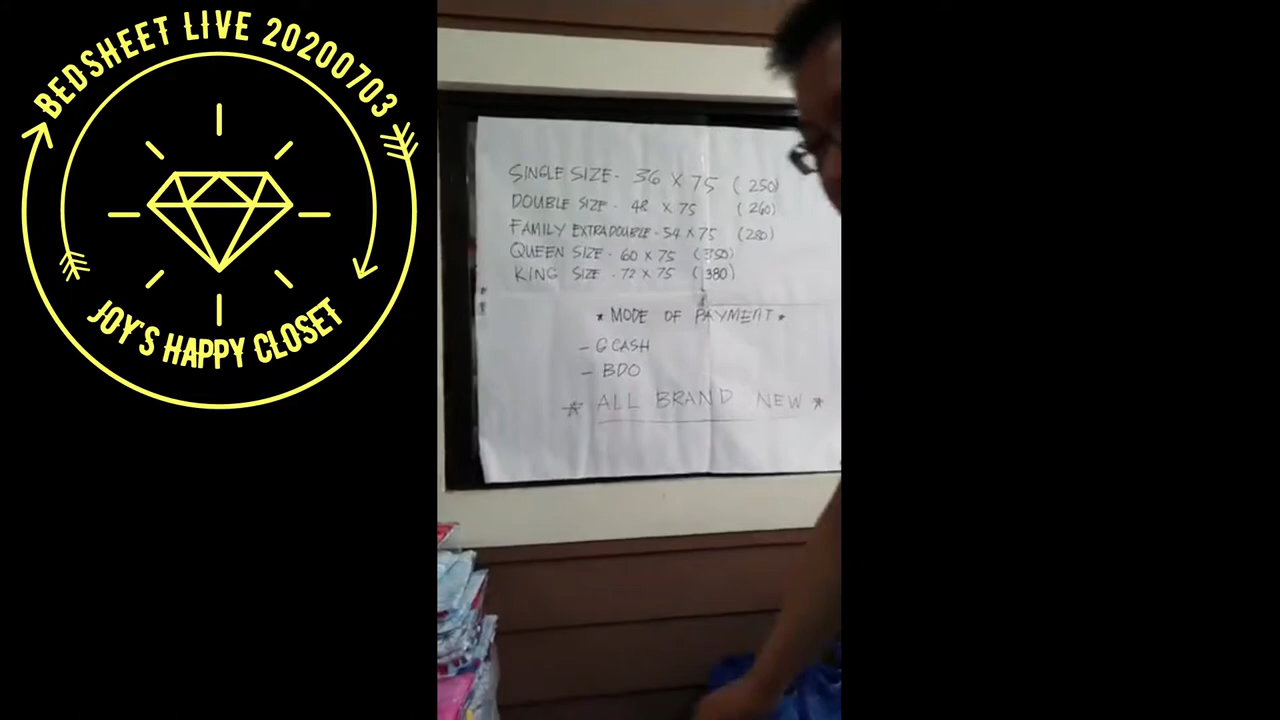 BEDSHEET LIVE 20200703
JOY'S HAPPY CLOSET
SINGLE SIZE - 36 X 75 (250)
DOUBLE SIZE - 48 X 75 (260)
FAMILY EXTRA DOUBLE - 54 X 75 (280)
QUEEN SIZE - 60 X 75 (350)
KING SIZE - 72 X 75 (380)
* MODE OF PAYMENT *
- GCASH
- BDO
* ALL BRAND NEW *